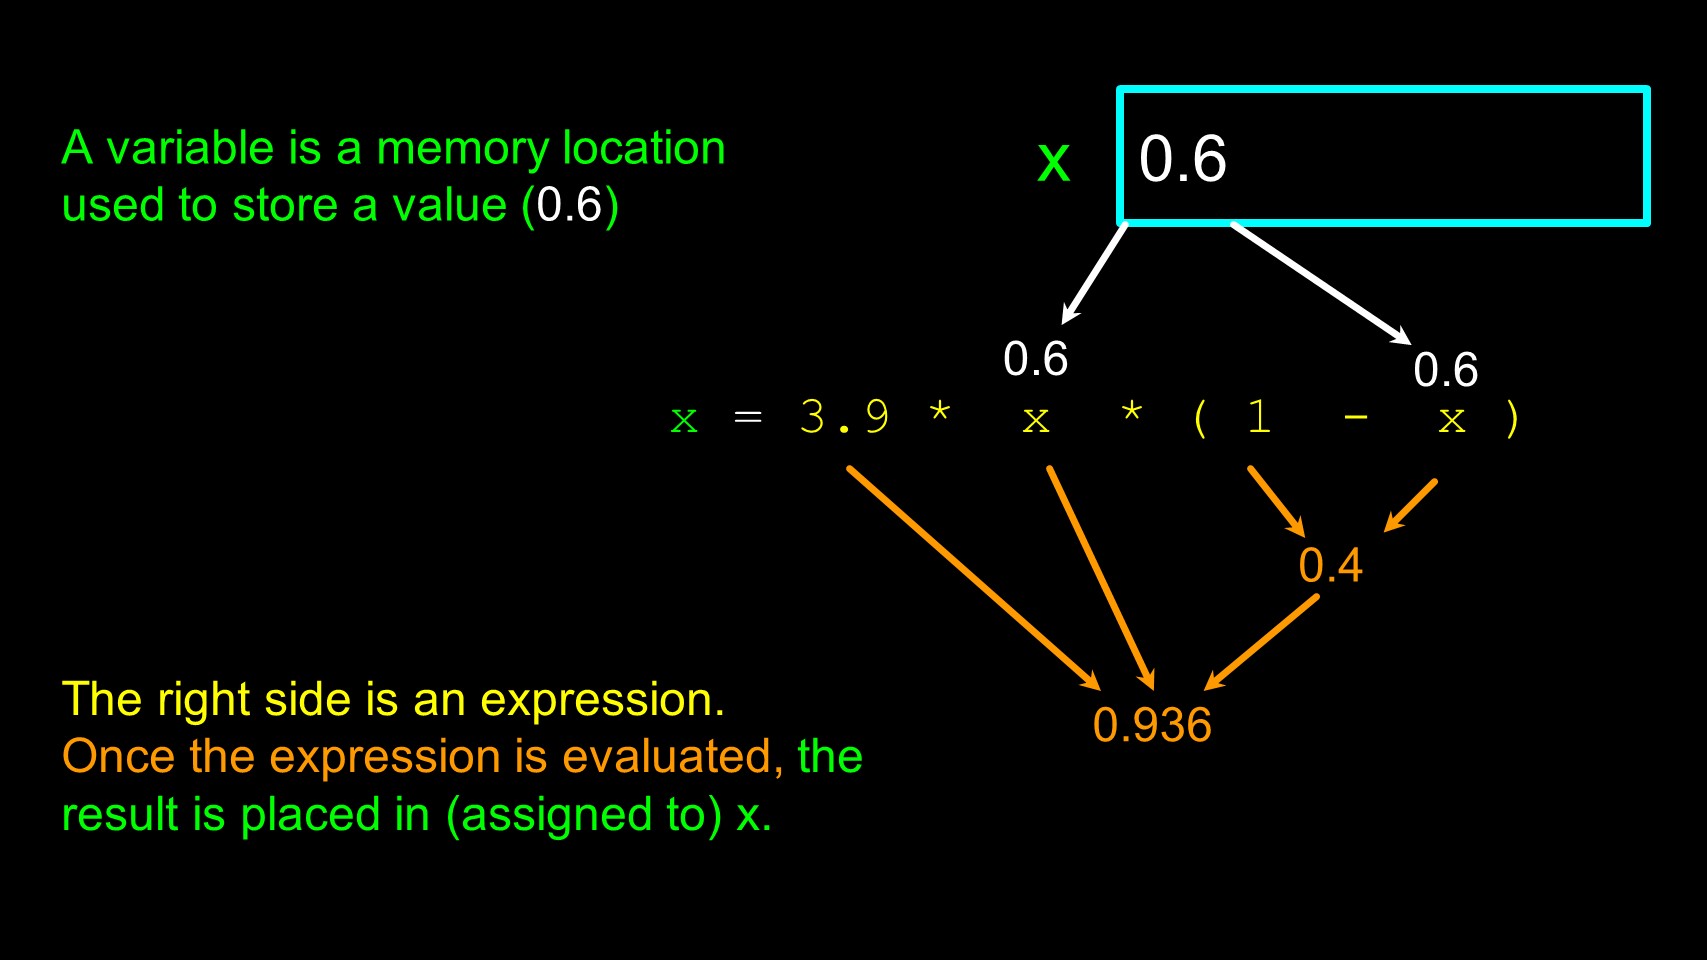 A variable is a memory location
used to store a value (0.6)
x 0.6
0.6 0.6
x = 3.9 * x * ( 1 - x )
0.4
0.936
The right side is an expression.
Once the expression is evaluated, the
result is placed in (assigned to) x.